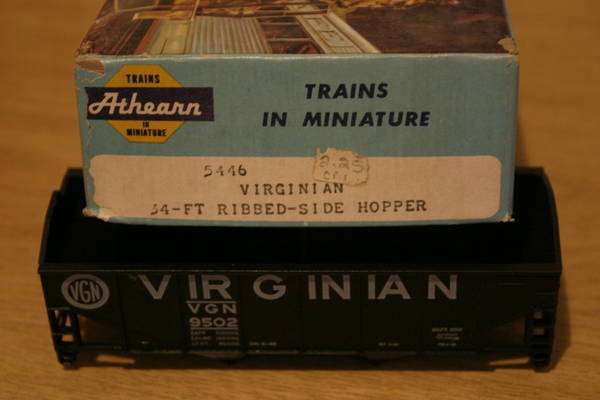 TRAINS
Athearn
IN
MINIATURE
TRAINS
IN MINIATURE
5446
VIRGINIAN
34-FT RIBBED-SIDE HOPPER
VGN
VIRGINIAN
VGN
9502